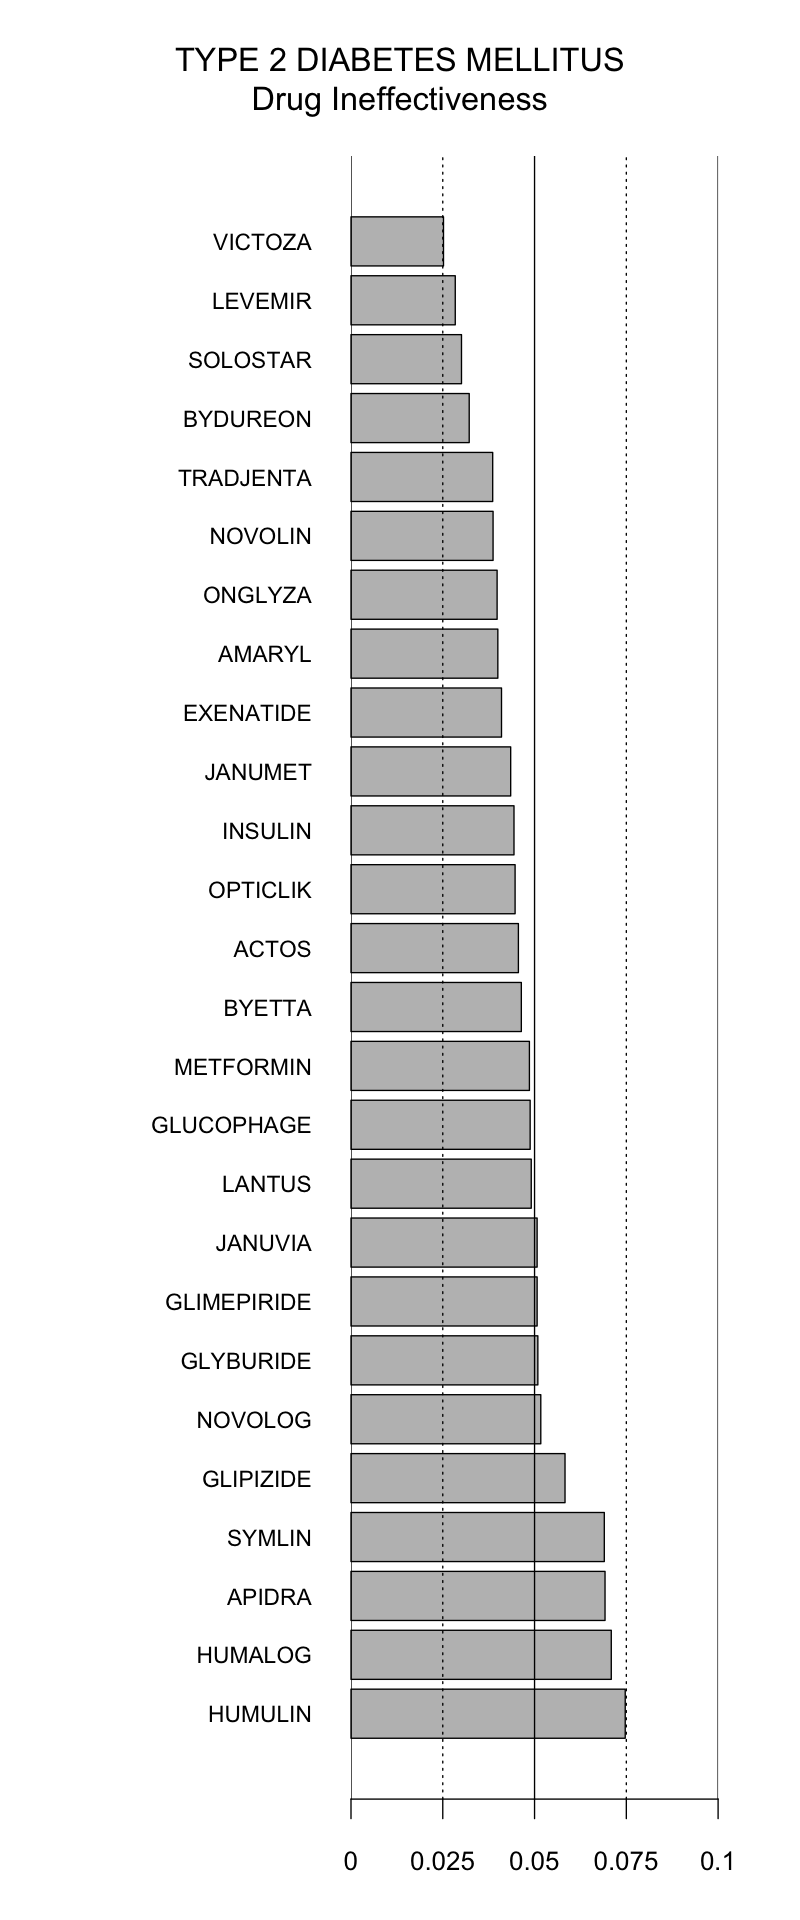 TYPE 2 DIABETES MELLITUS
Drug Ineffectiveness
VICTOZA
LEVEMIR
SOLOSTAR
BYDUREON
TRADJENTA
NOVOLIN
ONGLYZA
AMARYL
EXENATIDE
JANUMET
INSULIN
OPTICLIK
ACTOS
BYETTA
METFORMIN
GLUCOPHAGE
LANTUS
JANUVIA
GLIMEPIRIDE
GLYBURIDE
NOVOLOG
GLIPIZIDE
SYMLIN
APIDRA
HUMALOG
HUMULIN
0 0.025 0.05 0.075 0.1